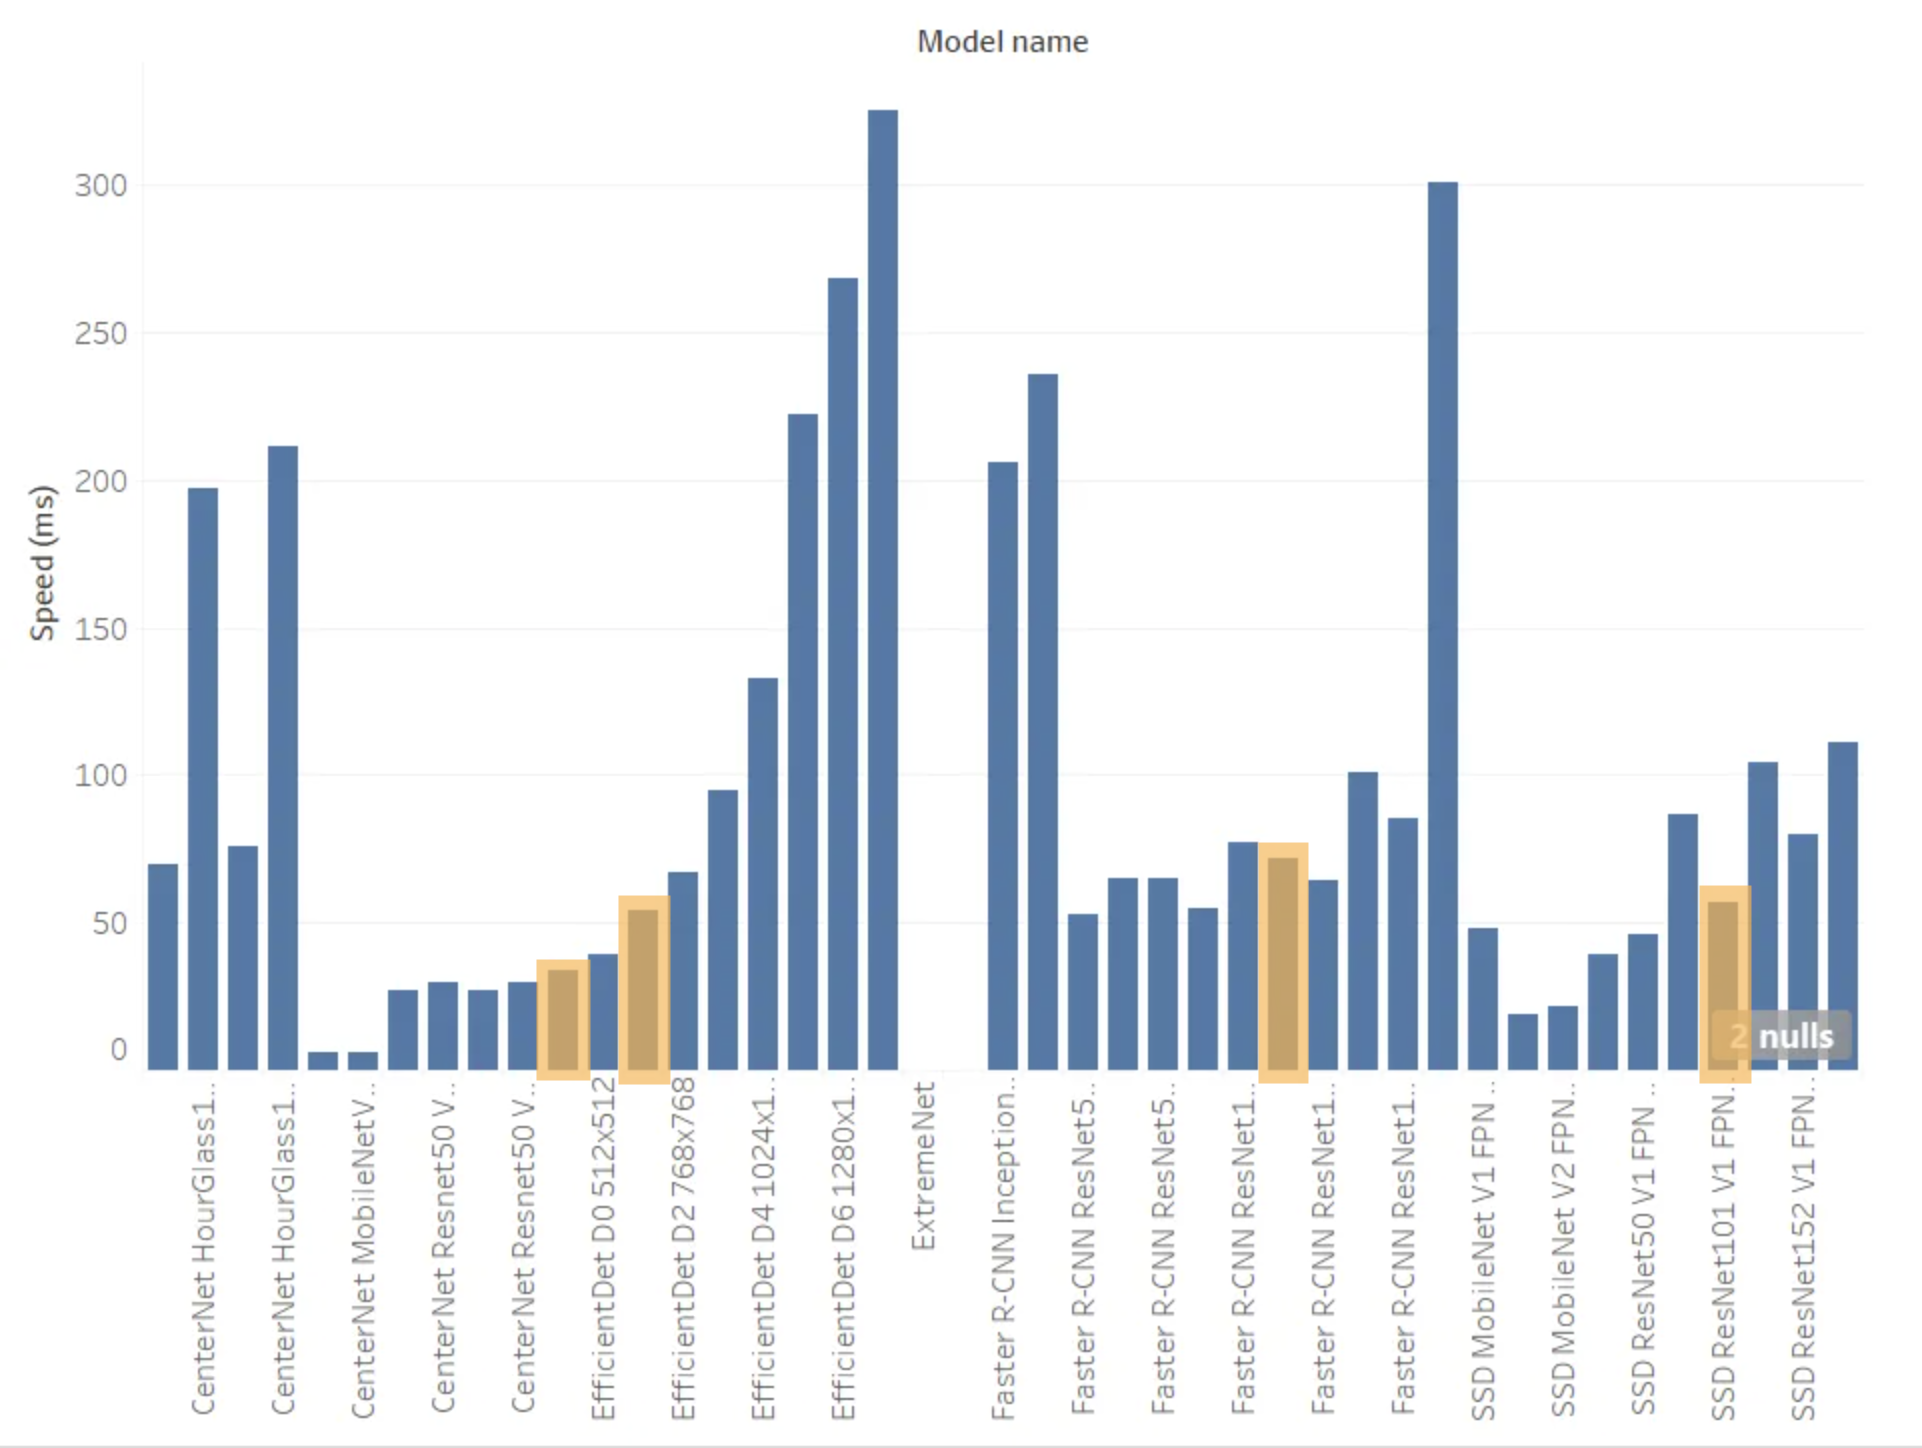 Model name
300
250
200
150
100
50
0
Speed (ms)
2 nulls
CenterNet HourGlass1..
CenterNet HourGlass1..
CenterNet MobileNetV..
CenterNet Resnet50 V..
CenterNet Resnet50 V..
EfficientDet D0 512x512
EfficientDet D2 768x768
EfficientDet D4 1024x1..
EfficientDet D6 1280x1..
ExtremeNet
Faster R-CNN Inception..
Faster R-CNN ResNet5..
Faster R-CNN ResNet5..
Faster R-CNN ResNet1..
Faster R-CNN ResNet1..
Faster R-CNN ResNet1..
SSD MobileNet V1 FPN ..
SSD MobileNet V2 FPN..
SSD ResNet50 V1 FPN ..
SSD ResNet101 V1 FPN..
SSD ResNet152 V1 FPN..